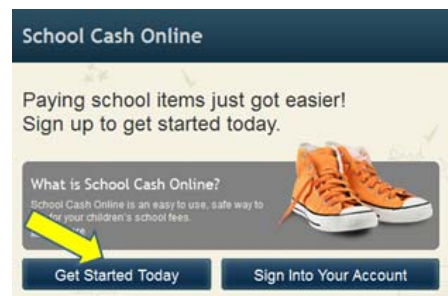 School Cash Online
Paying school items just got easier!
Sign up to get started today.
What is School Cash Online?
School Cash Online is an easy to use, safe way to
for your children's school fees.
Get Started Today
Sign Into Your Account